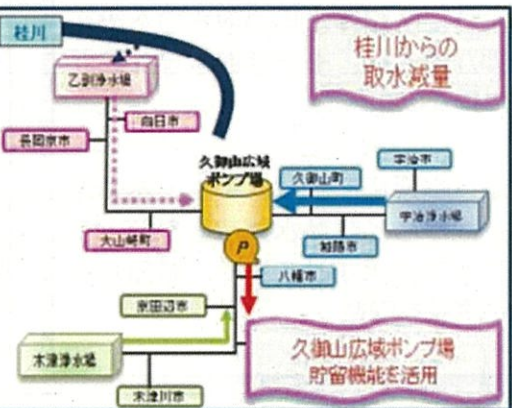 桂川
桂川からの
取水減量
乙訓浄水場
向日市
長岡京市
久御山広域
ポンプ場
久御山町
宇治市
宇治浄水場
大山崎町
城陽市
P
八幡市
京田辺市
木津浄水場
木津川市
久御山広域ポンプ場
貯留機能を活用